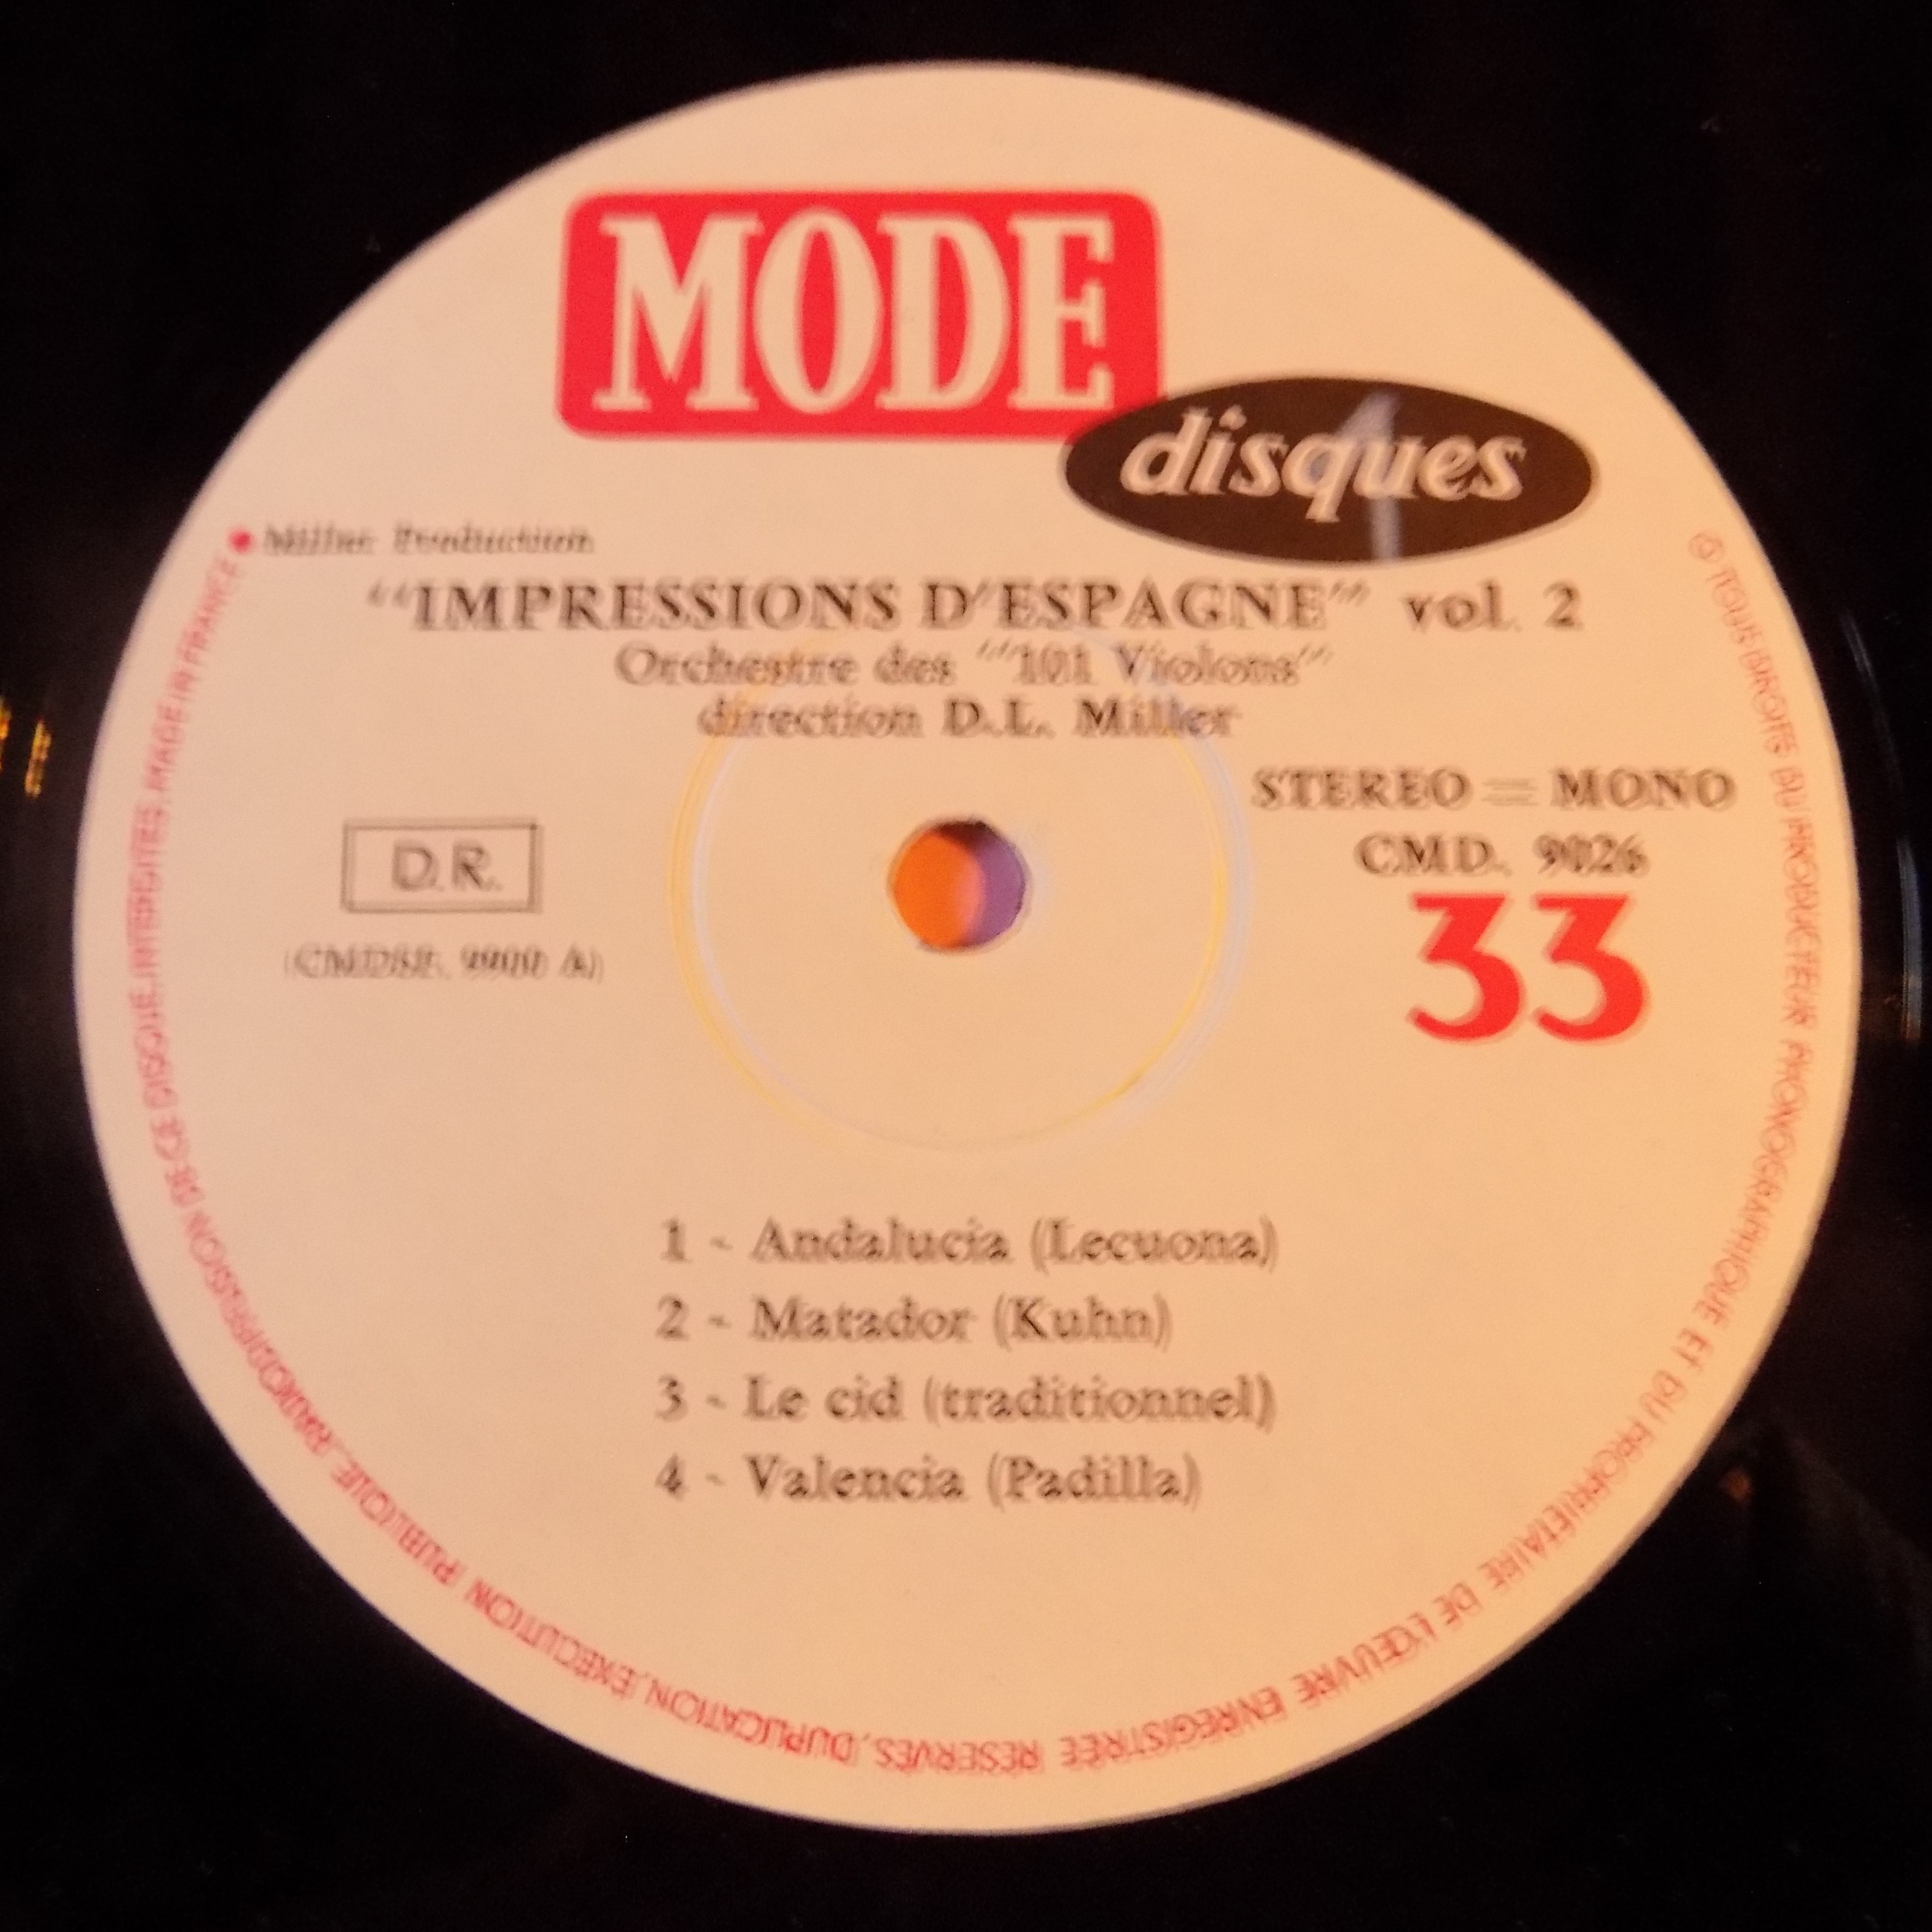 MODE
disques
Miller Production
"IMPRESSIONS D'ESPAGNE" vol. 2
Orchestre des "101 Violons"
direction D.L. Miller
STEREO = MONO
D.R.
CMD. 9026
33
1 - Andalucia (Lecuona)
2 - Matador (Kuhn)
3 - Le cid (traditionnel)
4 - Valencia (Padilla)
Ⓟ TOUS DROITS DU PRODUCTEUR PHONOGRAPHIQUE ET DU PROPRIÉTAIRE DE L'ŒUVRE ENREGISTRÉE RÉSERVÉS, DUPLICATION, EXÉCUTION PUBLIQUE, RADIODIFFUSION DE CE DISQUE INTERDITES. MADE IN FRANCE